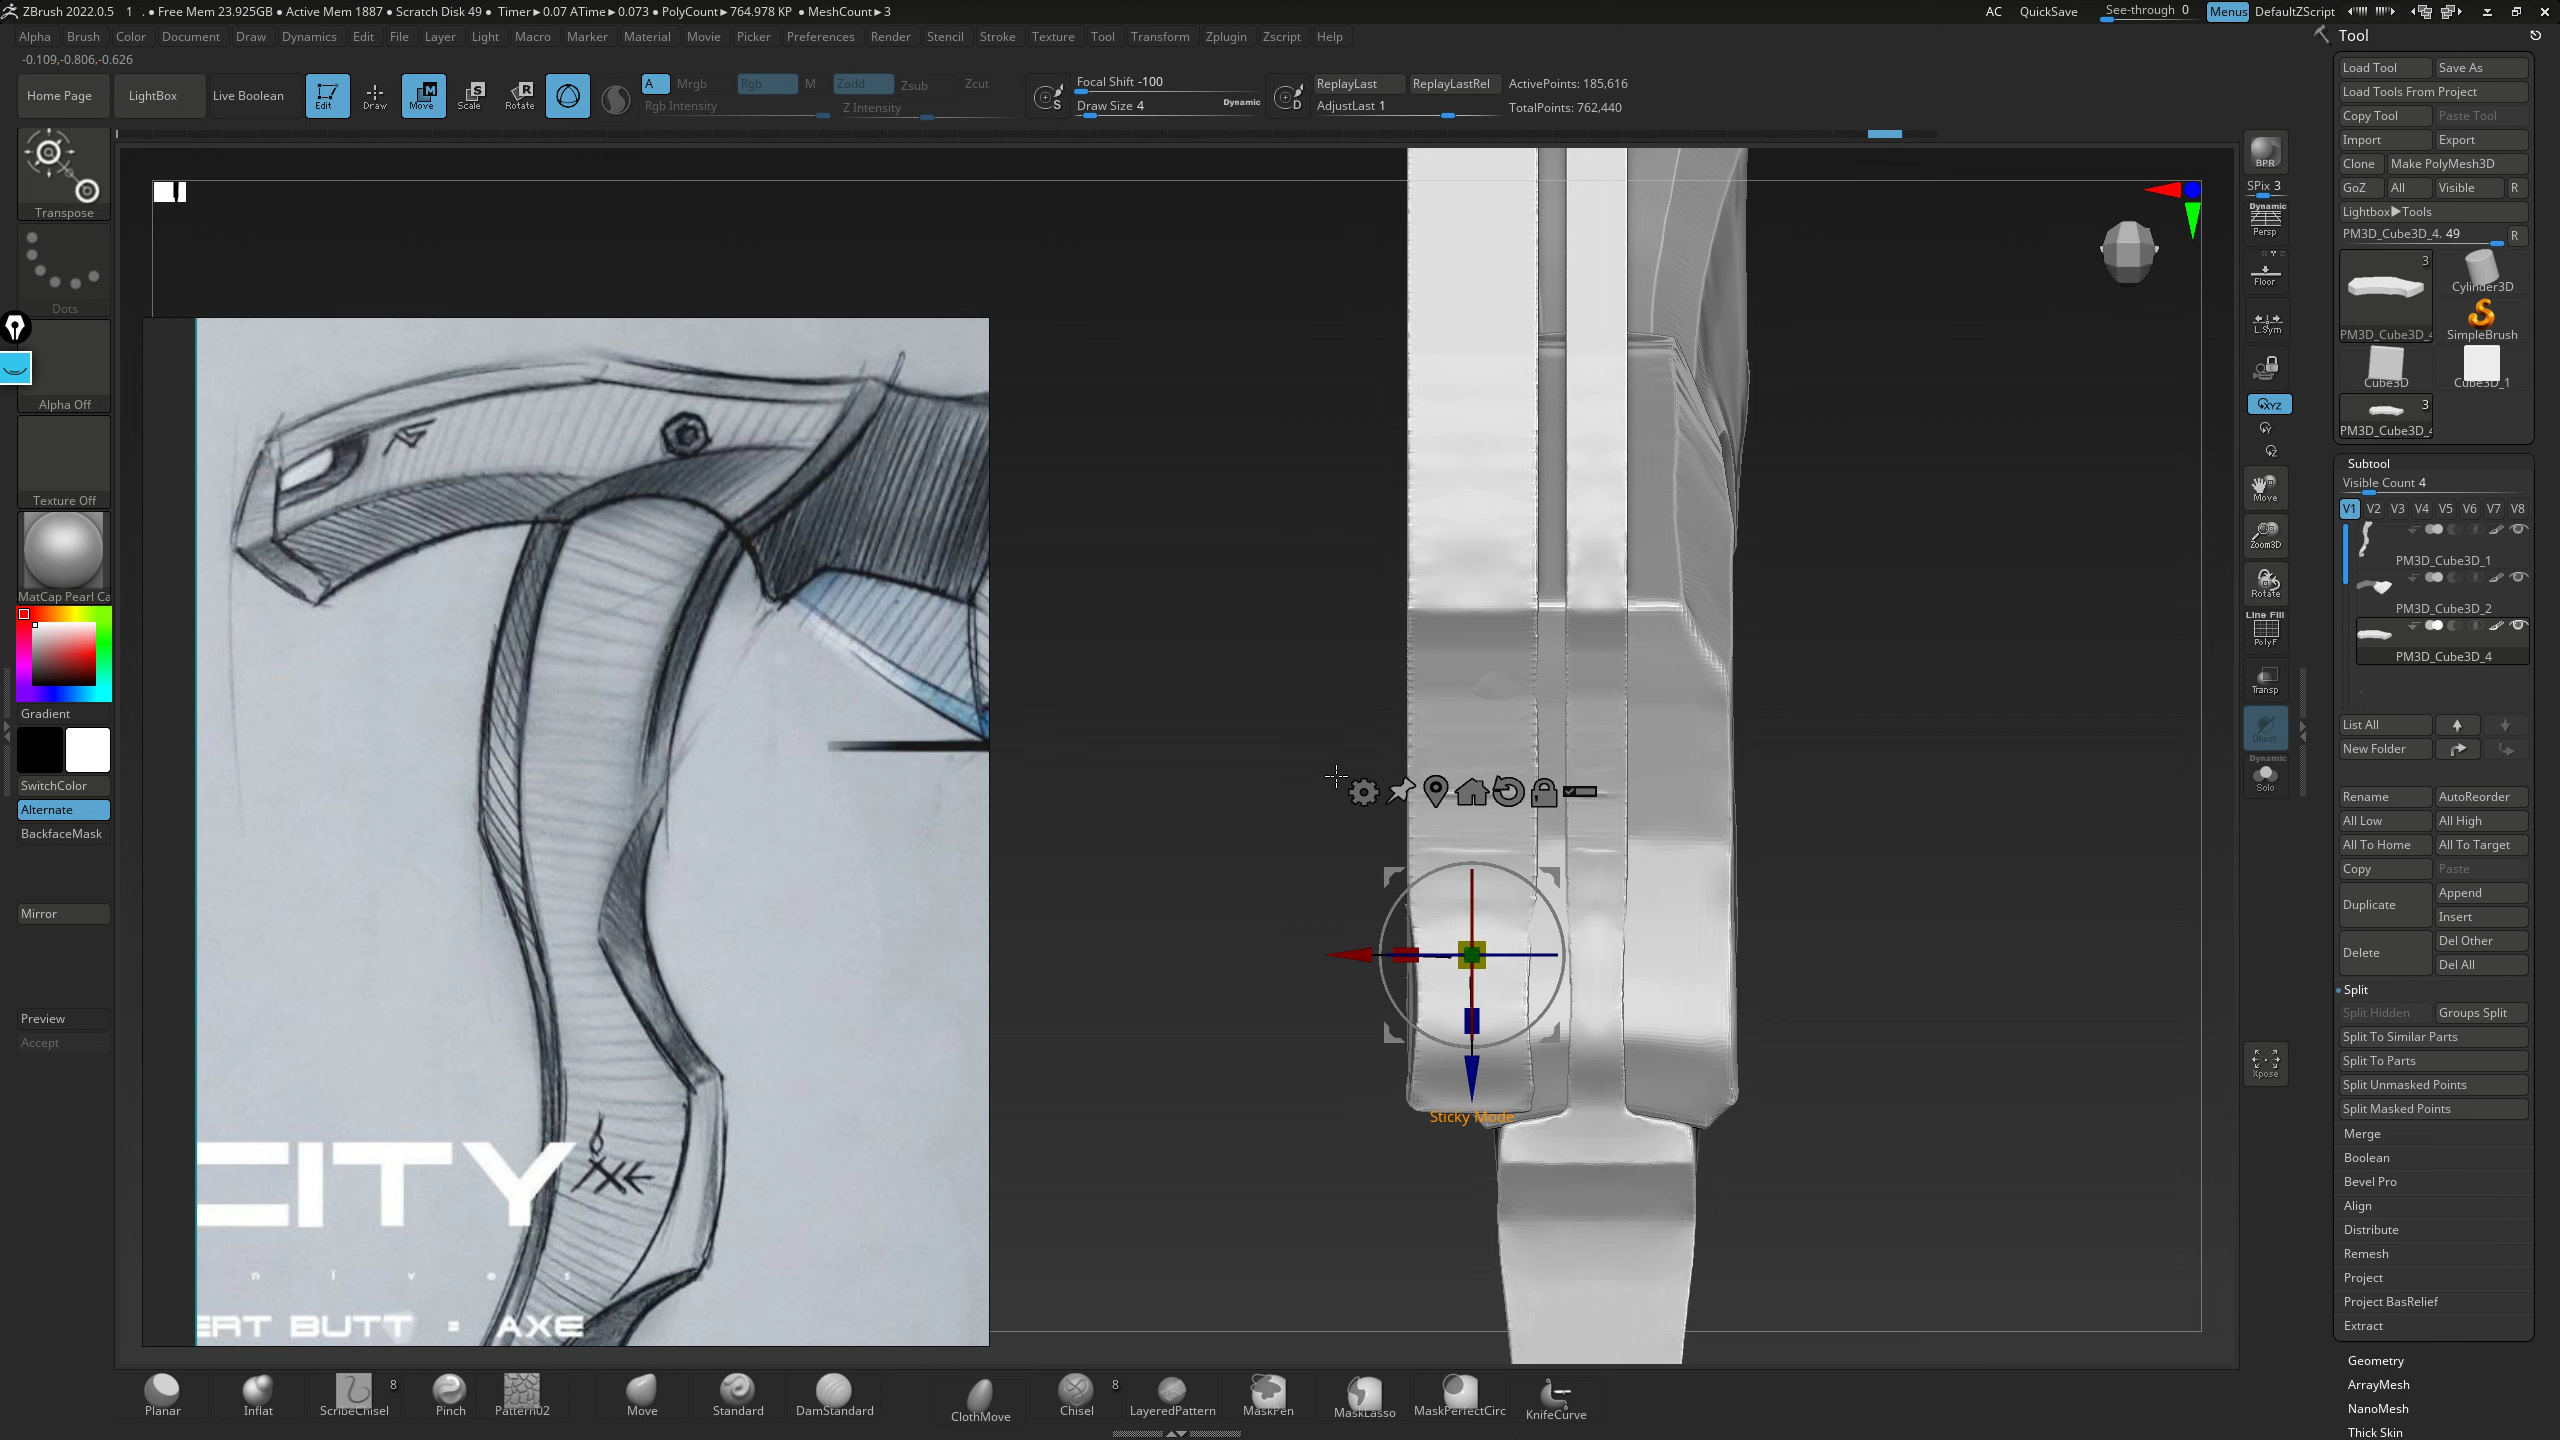 ZBrush 2022.0.5 1 . • Free Mem 23.925GB • Active Mem 1887 • Scratch Disk 49 • Timer▸0.07 ATime▸0.073 • PolyCount▸764.978 KP • MeshCount▸3
AC QuickSave See-through 0 Menus DefaultZScript
Alpha Brush Color Document Draw Dynamics Edit File Layer Light Macro Marker Material Movie Picker Preferences Render Stencil Stroke Texture Tool Transform Zplugin Zscript Help
Tool
-0.109,-0.806,-0.626
Home Page LightBox Live Boolean Edit Draw Move Scale Rotate
A Mrgb Rgb M Zadd Zsub Zcut
Rgb Intensity Z Intensity
Focal Shift -100
Draw Size 4 Dynamic
ReplayLast ReplayLastRel
AdjustLast 1
ActivePoints: 185,616
TotalPoints: 762,440
Transpose
Dots
Alpha Off
Texture Off
MatCap Pearl Ca
Gradient
SwitchColor
Alternate
BackfaceMask
Mirror
Preview
Accept
CITY
n i v e s
ERT BUTT : AXE
Sticky Mode
BPR
SPix 3
Dynamic
Persp
Floor
L.Sym
XYZ
Move
Zoom3D
Rotate
Line Fill
PolyF
Transp
Ghost
Dynamic
Solo
Xpose
Load Tool Save As
Load Tools From Project
Copy Tool Paste Tool
Import Export
Clone Make PolyMesh3D
GoZ All Visible R
Lightbox▸Tools
PM3D_Cube3D_4. 49 R
3
Cylinder3D
PM3D_Cube3D_4 SimpleBrush
Cube3D Cube3D_1
3
PM3D_Cube3D_4
Subtool
Visible Count 4
V1 V2 V3 V4 V5 V6 V7 V8
PM3D_Cube3D_1
PM3D_Cube3D_2
PM3D_Cube3D_4
List All
New Folder
Rename AutoReorder
All Low All High
All To Home All To Target
Copy Paste
Duplicate Append
Insert
Delete Del Other
Del All
Split
Split Hidden Groups Split
Split To Similar Parts
Split To Parts
Split Unmasked Points
Split Masked Points
Merge
Boolean
Bevel Pro
Align
Distribute
Remesh
Project
Project BasRelief
Extract
Geometry
ArrayMesh
NanoMesh
Thick Skin
8 8
Planar Inflat ScribeChisel Pinch Pattern02 Move Standard DamStandard ClothMove Chisel LayeredPattern MaskPen MaskLasso MaskPerfectCirc KnifeCurve